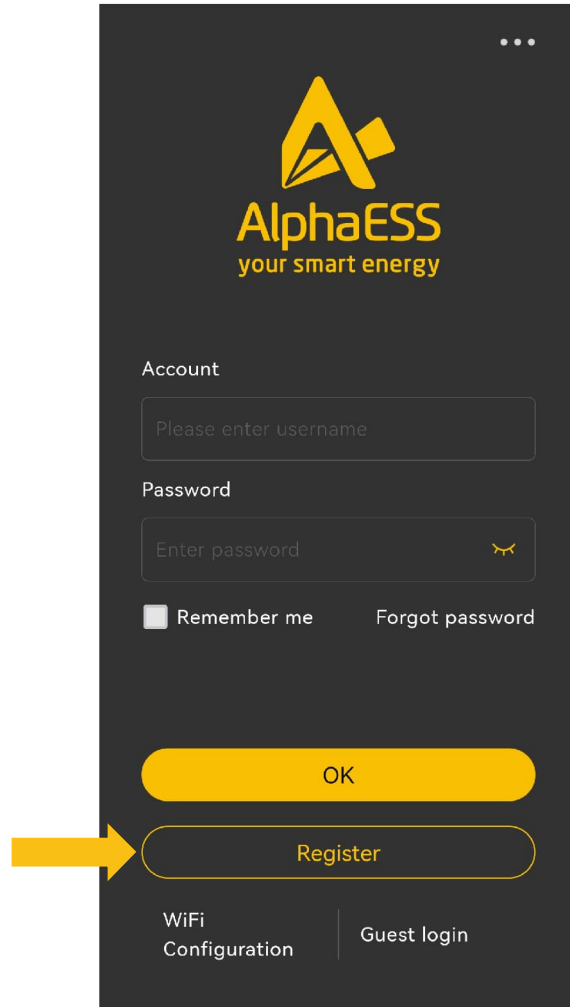 AlphaESS
your smart energy
Account
Please enter username
Password
Enter password
Remember me
Forgot password
OK
Register
WiFi
Configuration
Guest login